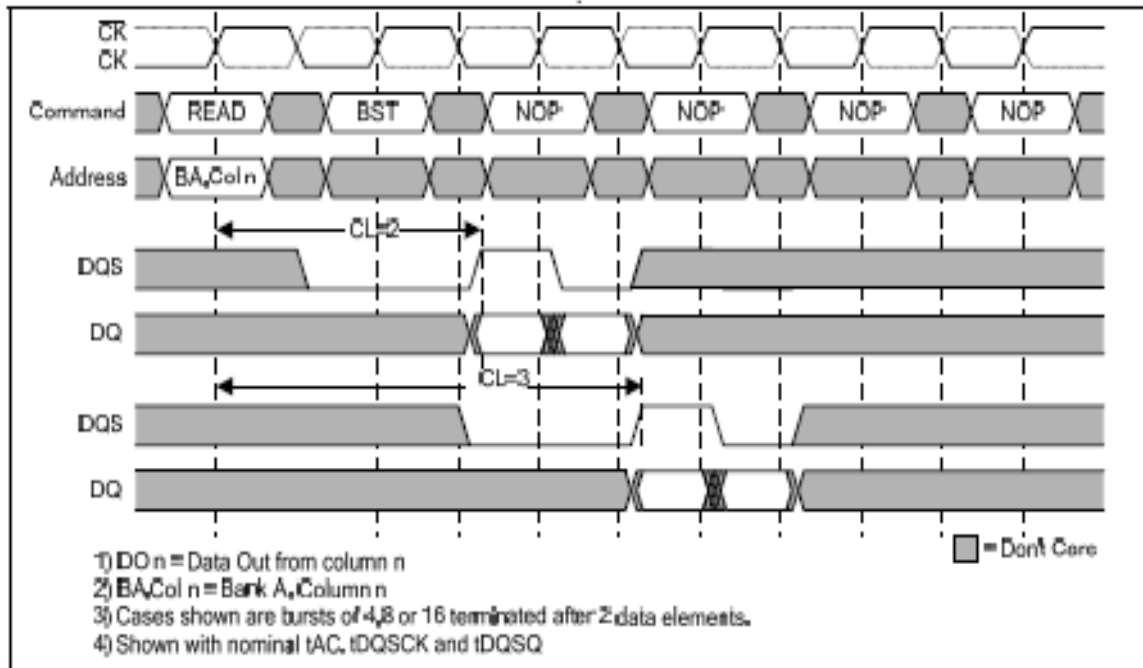 CK
CK
Command READ BST NOP NOP NOP NOP
Address BA,Col n
CL=2
DQS
DQ
CL=3
DQS
DQ
= Don't Care
1) DO n = Data Out from column n
2) BA,Col n = Bank A, Column n
3) Cases shown are bursts of 4,8 or 16 terminated after 2 data elements.
4) Shown with nominal tAC, tDQSCK and tDQSQ